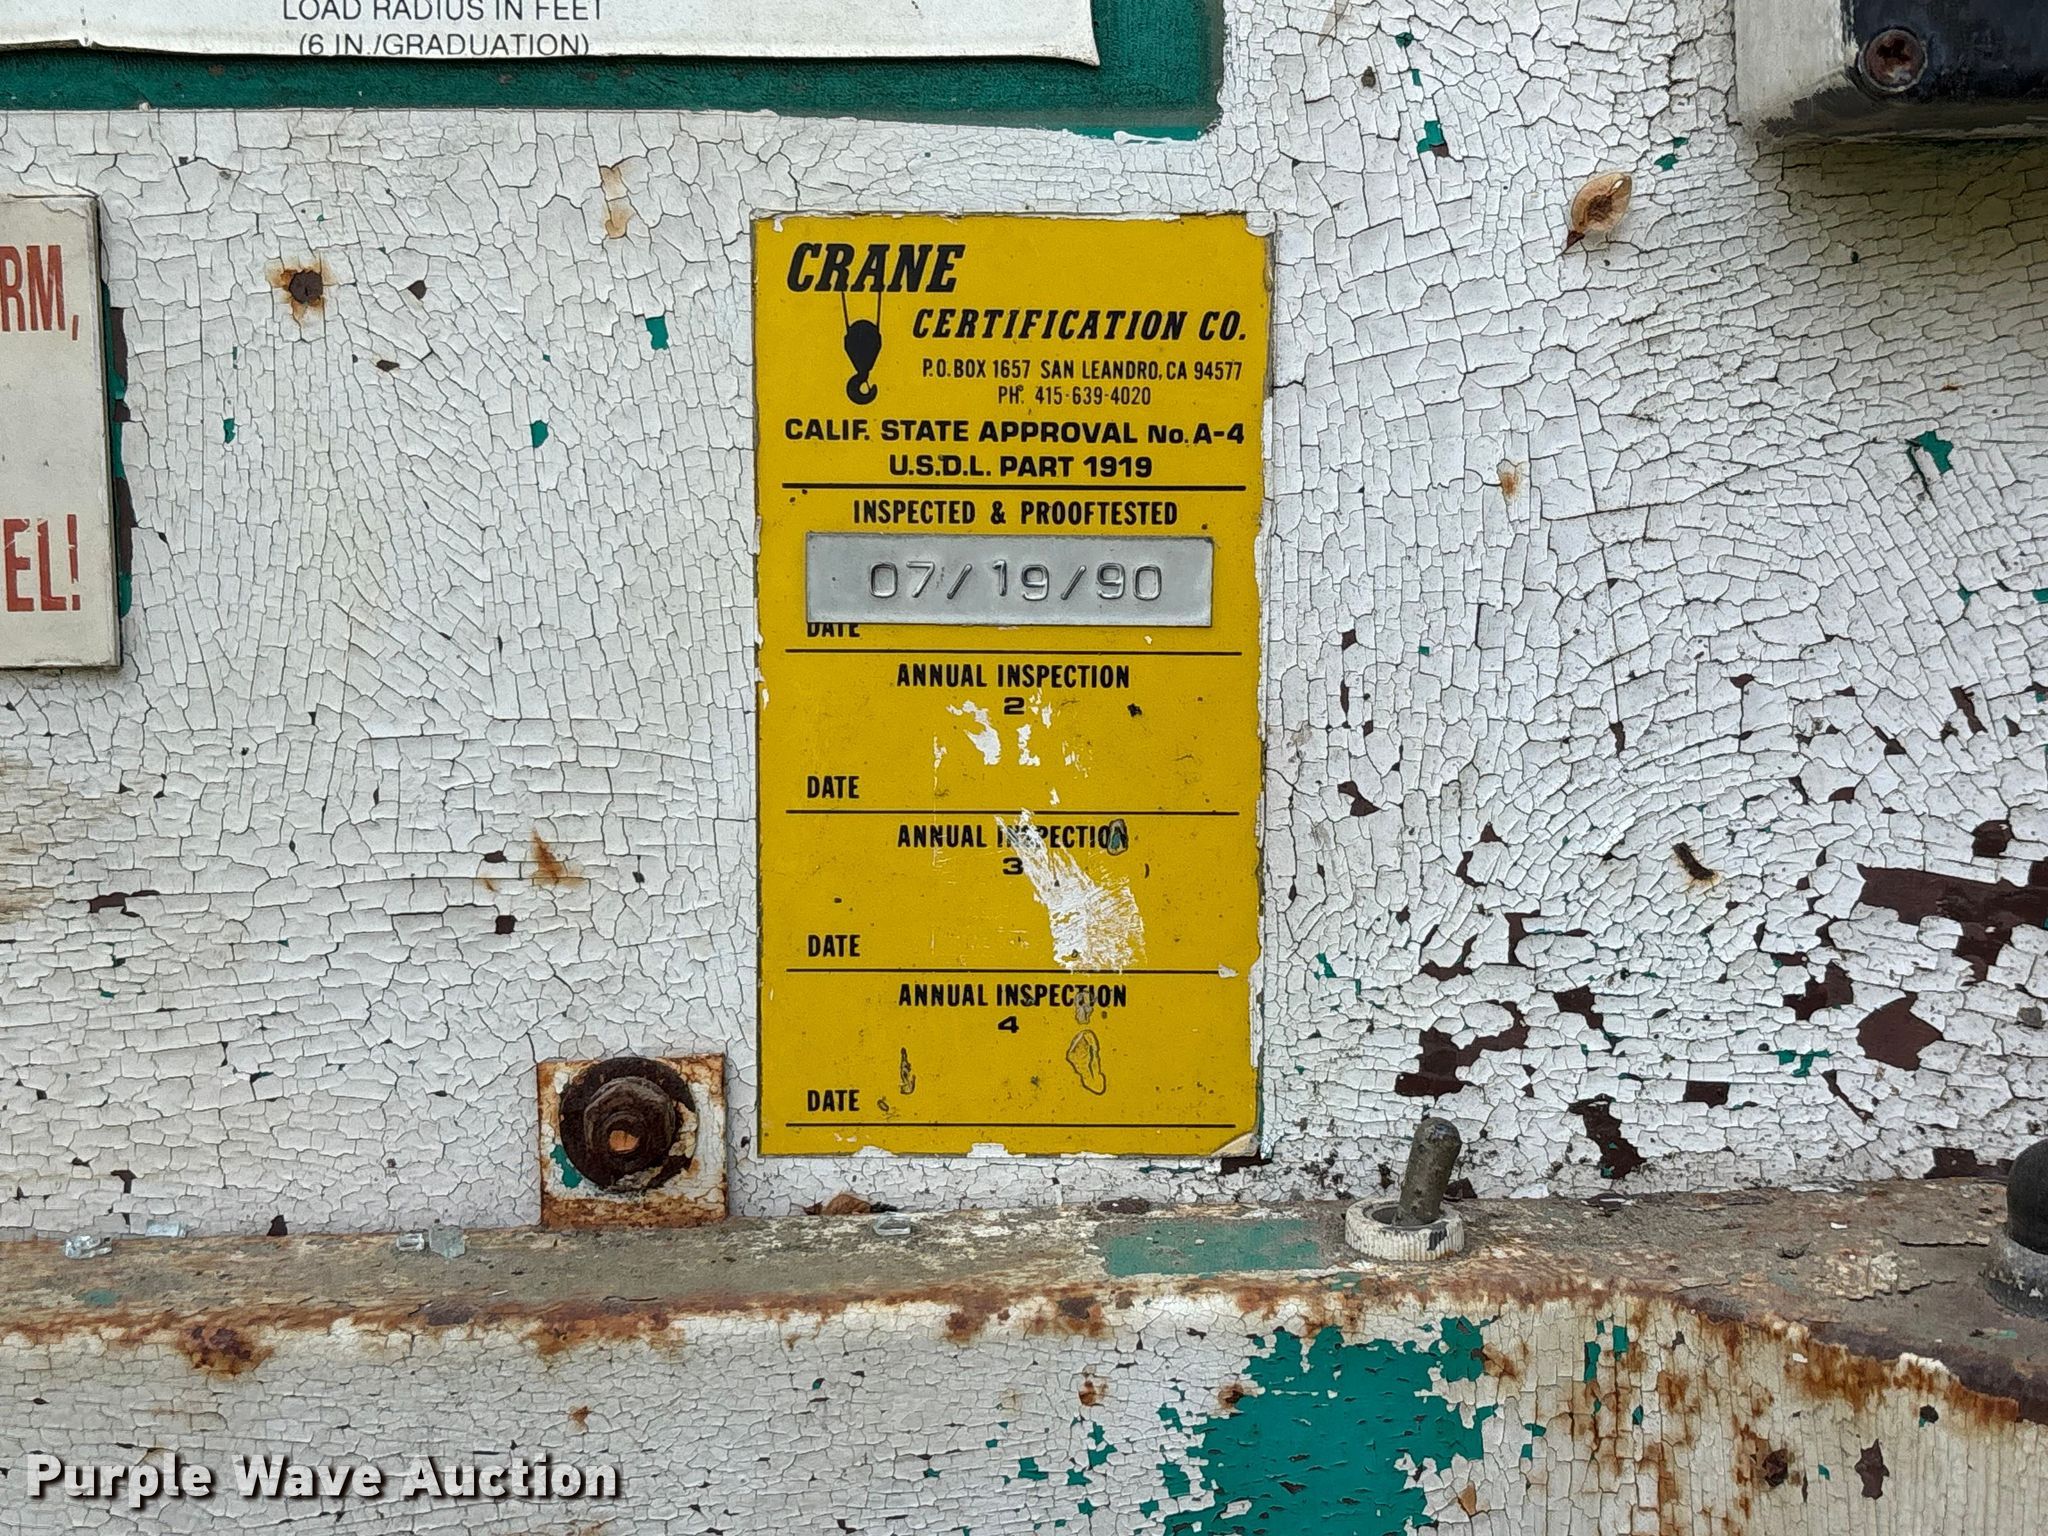 LOAD RADIUS IN FEET
(6 IN./GRADUATION)
RM,
EL!
CRANE
CERTIFICATION CO.
P.O. BOX 1657 SAN LEANDRO, CA 94577
PH. 415-639-4020
CALIF. STATE APPROVAL No. A-4
U.S.D.L. PART 1919
INSPECTED & PROOFTESTED
07/19/90
DATE
ANNUAL INSPECTION
2
DATE
ANNUAL INSPECTION
3
DATE
ANNUAL INSPECTION
4
DATE
Purple Wave Auction